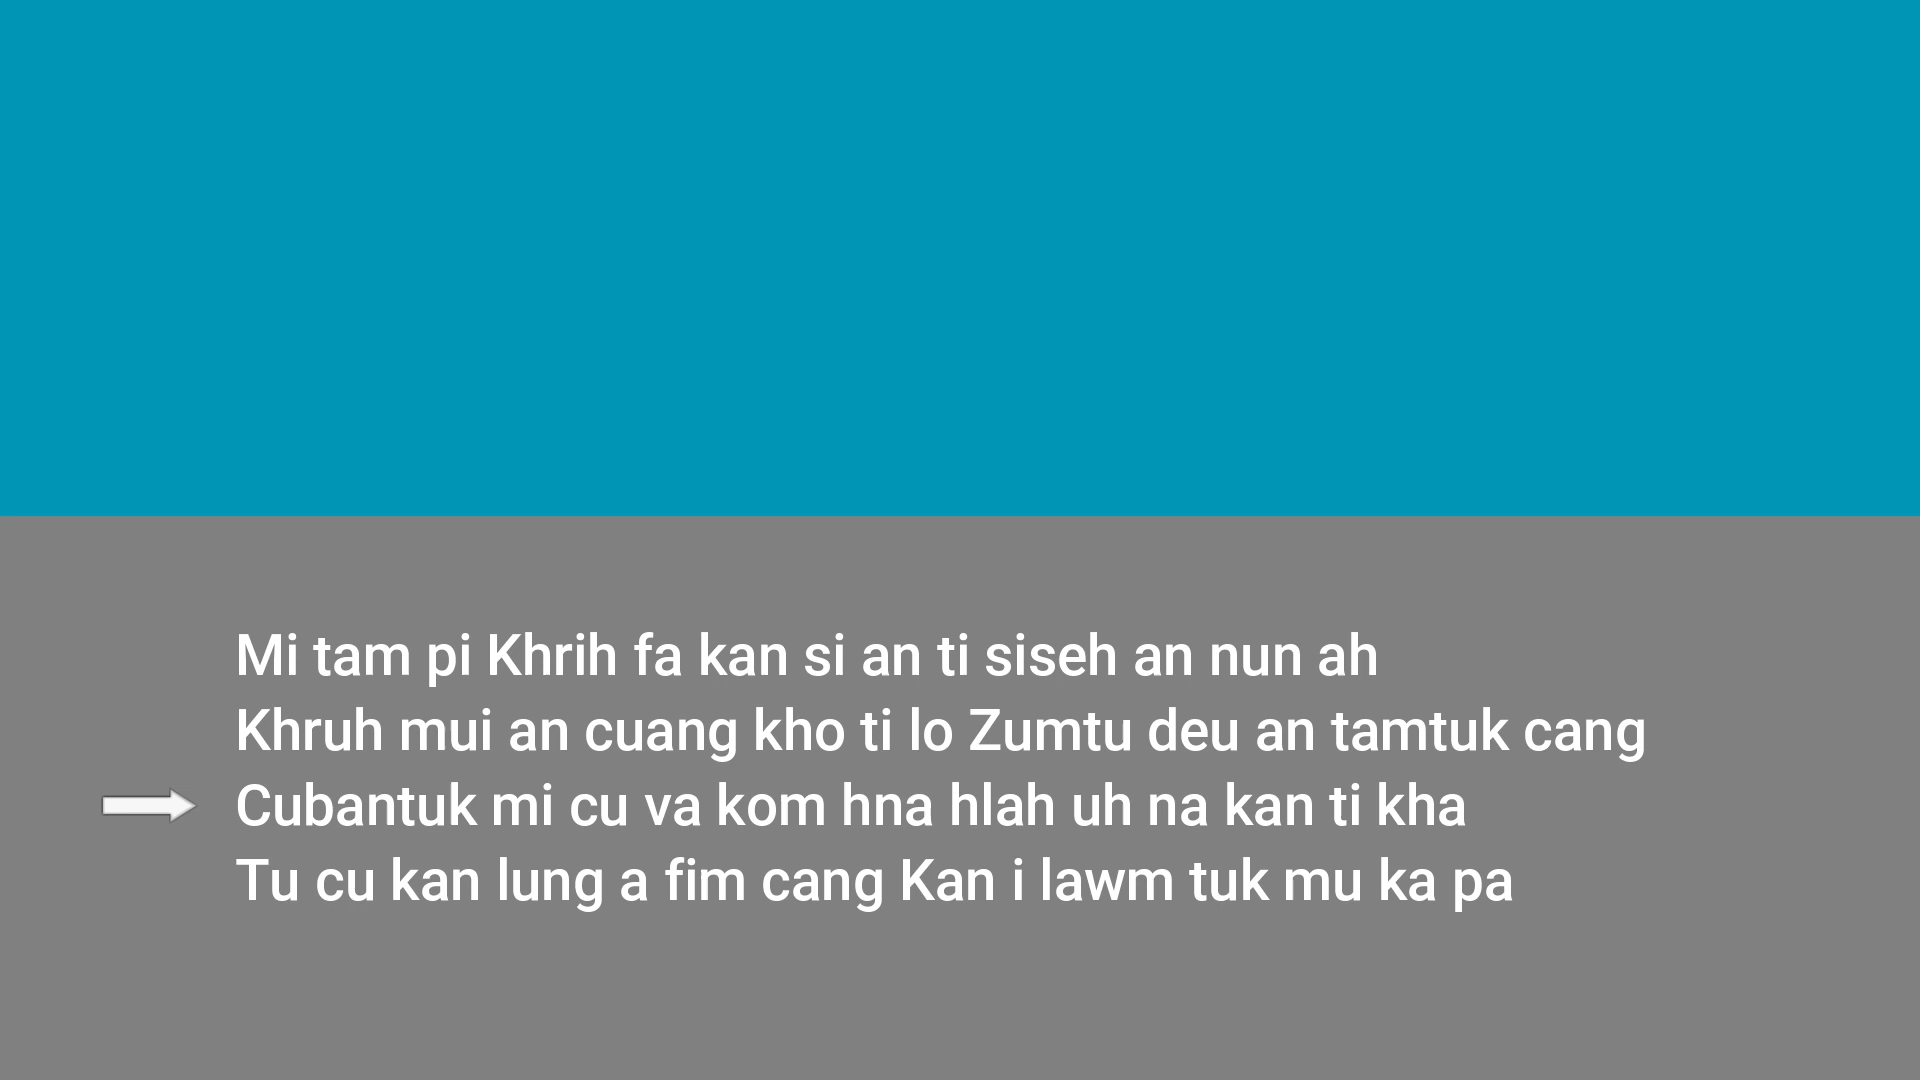 Mi tam pi Khrih fa kan si an ti siseh an nun ah
Khruh mui an cuang kho ti lo Zumtu deu an tamtuk cang
Cubantuk mi cu va kom hna hlah uh na kan ti kha
Tu cu kan lung a fim cang Kan i lawm tuk mu ka pa